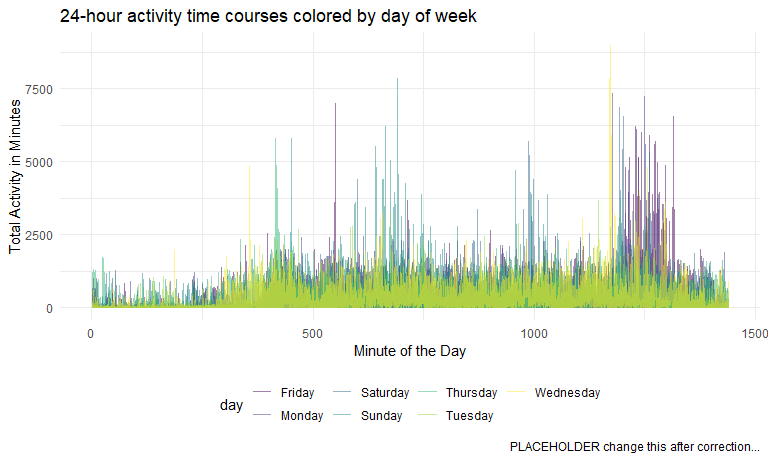 24-hour activity time courses colored by day of week
Total Activity in Minutes
7500
5000
2500
0
0 500 1000 1500
Minute of the Day
day
Friday Saturday Thursday Wednesday
Monday Sunday Tuesday
PLACEHOLDER change this after correction...